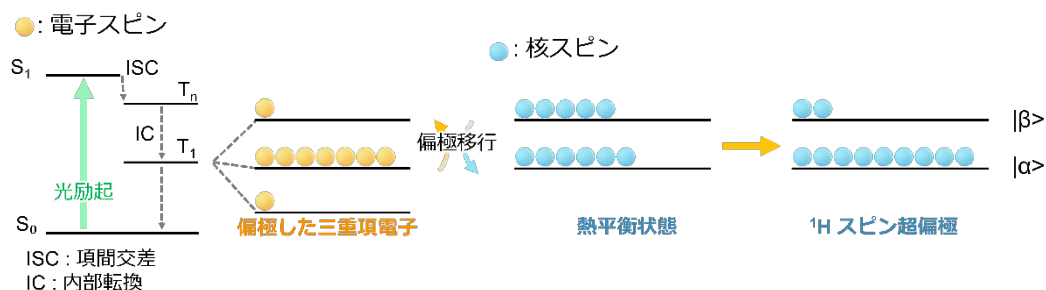 : 電子スピン
: 核スピン
S1
ISC
Tn
IC
T1
光励起
S0
偏極移行
|β>
|α>
偏極した三重項電子
熱平衡状態
¹H スピン超偏極
ISC : 項間交差
IC : 内部転換